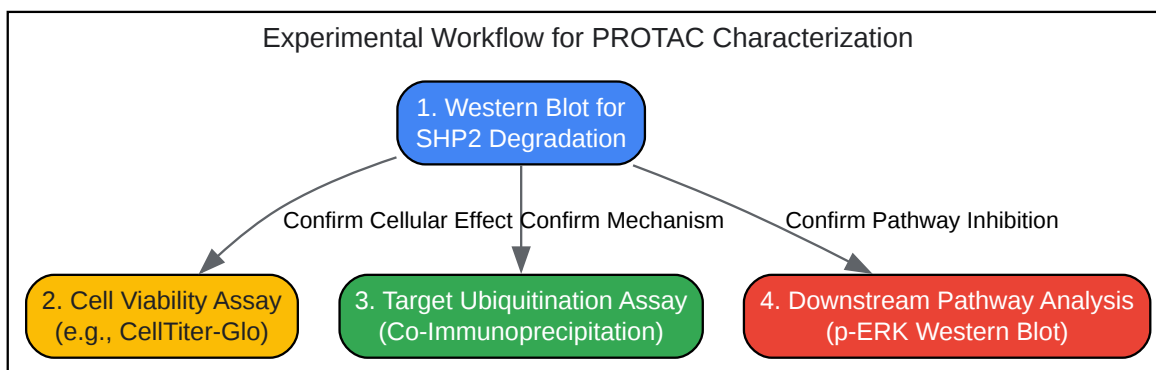 Experimental Workflow for PROTAC Characterization
1. Western Blot for
SHP2 Degradation
Confirm Cellular Effect
Confirm Mechanism
Confirm Pathway Inhibition
2. Cell Viability Assay
(e.g., CellTiter-Glo)
3. Target Ubiquitination Assay
(Co-Immunoprecipitation)
4. Downstream Pathway Analysis
(p-ERK Western Blot)